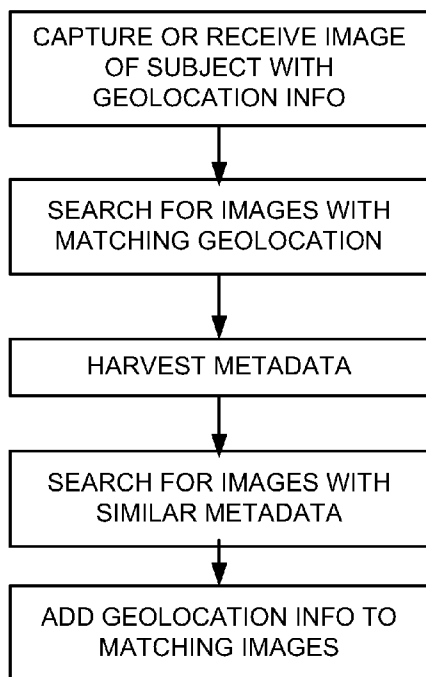 CAPTURE OR RECEIVE IMAGE
OF SUBJECT WITH
GEOLOCATION INFO
SEARCH FOR IMAGES WITH
MATCHING GEOLOCATION
HARVEST METADATA
SEARCH FOR IMAGES WITH
SIMILAR METADATA
ADD GEOLOCATION INFO TO
MATCHING IMAGES